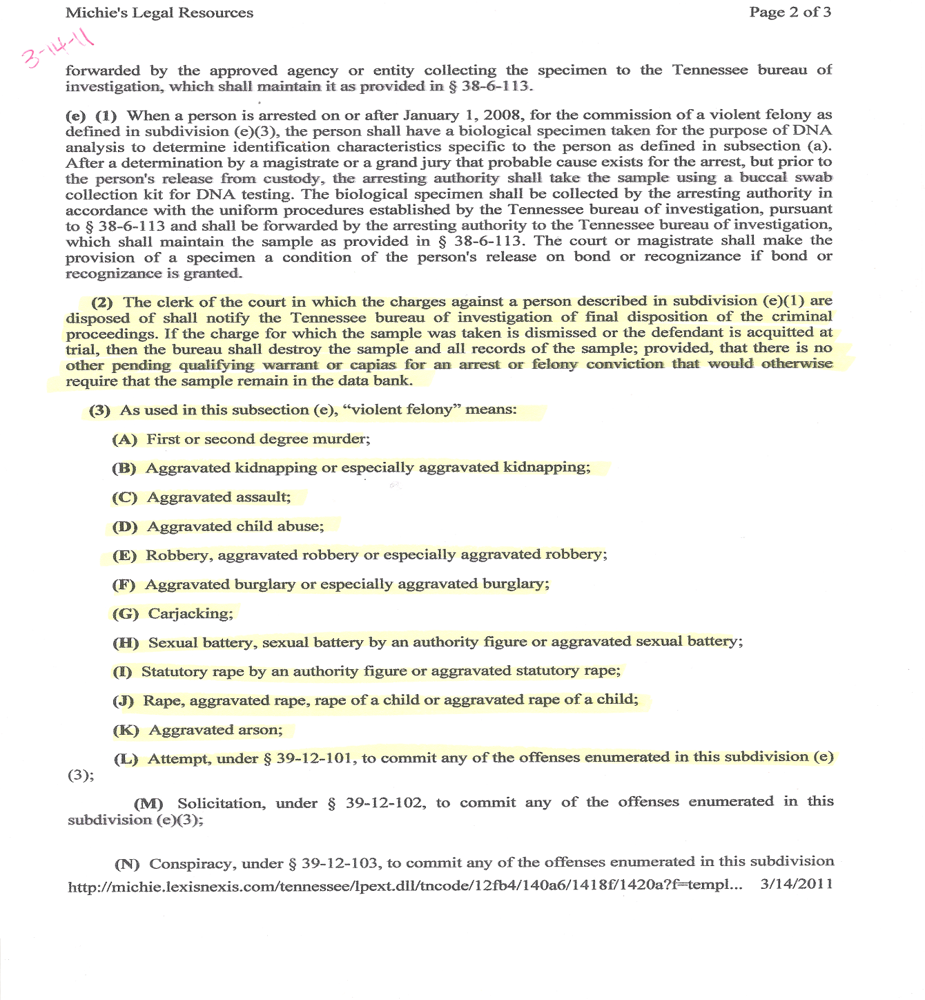 Michie's Legal Resources Page 2 of 3
3-14-11
forwarded by the approved agency or entity collecting the specimen to the Tennessee bureau of
investigation, which shall maintain it as provided in § 38-6-113.
(e) (1) When a person is arrested on or after January 1, 2008, for the commission of a violent felony as
defined in subdivision (e)(3), the person shall have a biological specimen taken for the purpose of DNA
analysis to determine identification characteristics specific to the person as defined in subsection (a).
After a determination by a magistrate or a grand jury that probable cause exists for the arrest, but prior to
the person's release from custody, the arresting authority shall take the sample using a buccal swab
collection kit for DNA testing. The biological specimen shall be collected by the arresting authority in
accordance with the uniform procedures established by the Tennessee bureau of investigation, pursuant
to § 38-6-113 and shall be forwarded by the arresting authority to the Tennessee bureau of investigation,
which shall maintain the sample as provided in § 38-6-113. The court or magistrate shall make the
provision of a specimen a condition of the person's release on bond or recognizance if bond or
recognizance is granted.
(2) The clerk of the court in which the charges against a person described in subdivision (e)(1) are
disposed of shall notify the Tennessee bureau of investigation of final disposition of the criminal
proceedings. If the charge for which the sample was taken is dismissed or the defendant is acquitted at
trial, then the bureau shall destroy the sample and all records of the sample; provided, that there is no
other pending qualifying warrant or capias for an arrest or felony conviction that would otherwise
require that the sample remain in the data bank.
(3) As used in this subsection (e), “violent felony” means:
(A) First or second degree murder;
(B) Aggravated kidnapping or especially aggravated kidnapping;
(C) Aggravated assault;
(D) Aggravated child abuse;
(E) Robbery, aggravated robbery or especially aggravated robbery;
(F) Aggravated burglary or especially aggravated burglary;
(G) Carjacking;
(H) Sexual battery, sexual battery by an authority figure or aggravated sexual battery;
(I) Statutory rape by an authority figure or aggravated statutory rape;
(J) Rape, aggravated rape, rape of a child or aggravated rape of a child;
(K) Aggravated arson;
(L) Attempt, under § 39-12-101, to commit any of the offenses enumerated in this subdivision (e)
(3);
(M) Solicitation, under § 39-12-102, to commit any of the offenses enumerated in this
subdivision (e)(3);
(N) Conspiracy, under § 39-12-103, to commit any of the offenses enumerated in this subdivision
http://michie.lexisnexis.com/tennessee/lpext.dll/tncode/12fb4/140a6/1418f/1420a?f=templ... 3/14/2011